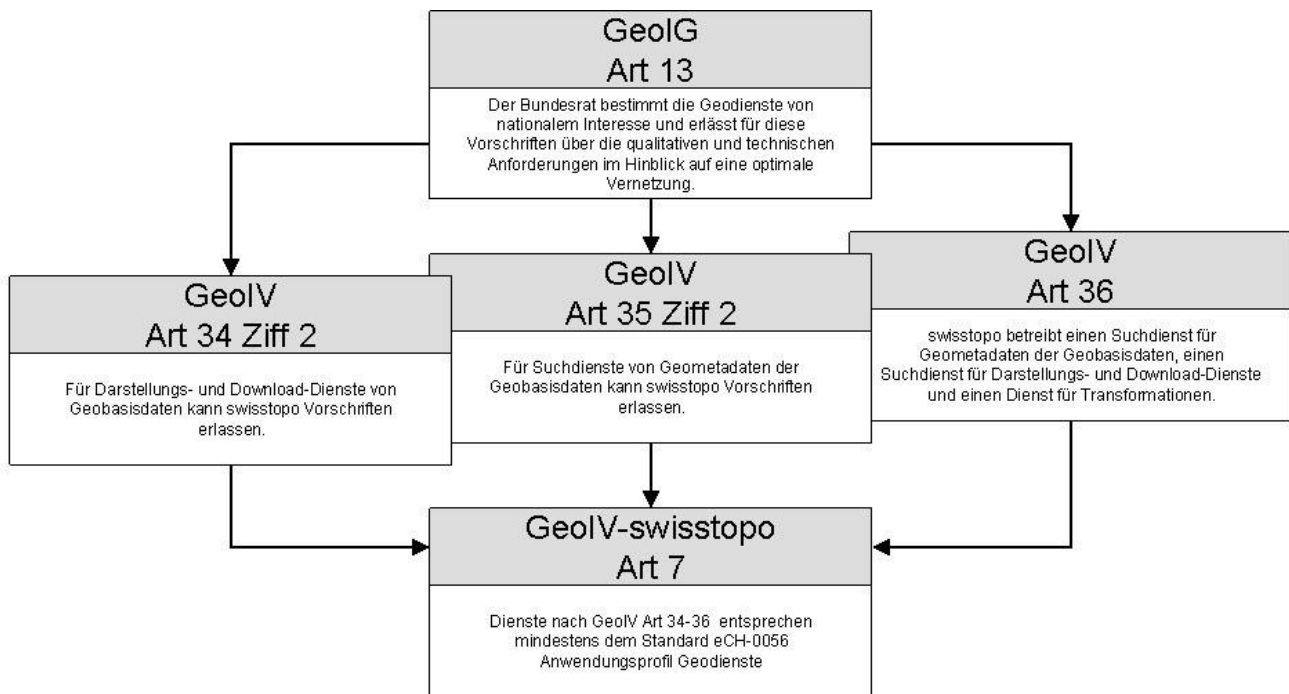 GeoIG
Art 13
Der Bundesrat bestimmt die Geodienste von
nationalem Interesse und erlässt für diese
Vorschriften über die qualitativen und technischen
Anforderungen im Hinblick auf eine optimale
Vernetzung.
GeoIV
Art 34 Ziff 2
Für Darstellungs- und Download-Dienste von
Geobasisdaten kann swisstopo Vorschriften
erlassen.
GeoIV
Art 35 Ziff 2
Für Suchdienste von Geometadaten der
Geobasisdaten kann swisstopo Vorschriften
erlassen.
GeoIV
Art 36
swisstopo betreibt einen Suchdienst für
Geometadaten der Geobasisdaten, einen
Suchdienst für Darstellungs- und Download-Dienste
und einen Dienst für Transformationen.
GeoIV-swisstopo
Art 7
Dienste nach GeoIV Art 34-36 entsprechen
mindestens dem Standard eCH-0056
Anwendungsprofil Geodienste